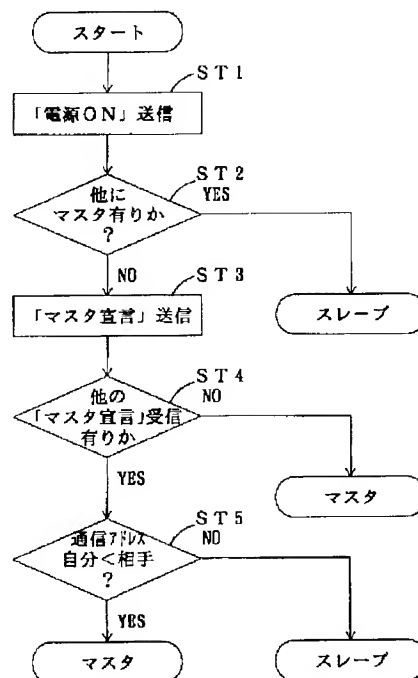 スタート
ST1
「電源ON」送信
ST2
他に
マスタ有りか
?
YES
NO
ST3
スレーブ
「マスタ宣言」送信
ST4
他の
「マスタ宣言」受信
有りか
NO
YES
マスタ
ST5
通信アドレス
自分<相手
?
NO
YES
マスタ
スレーブ